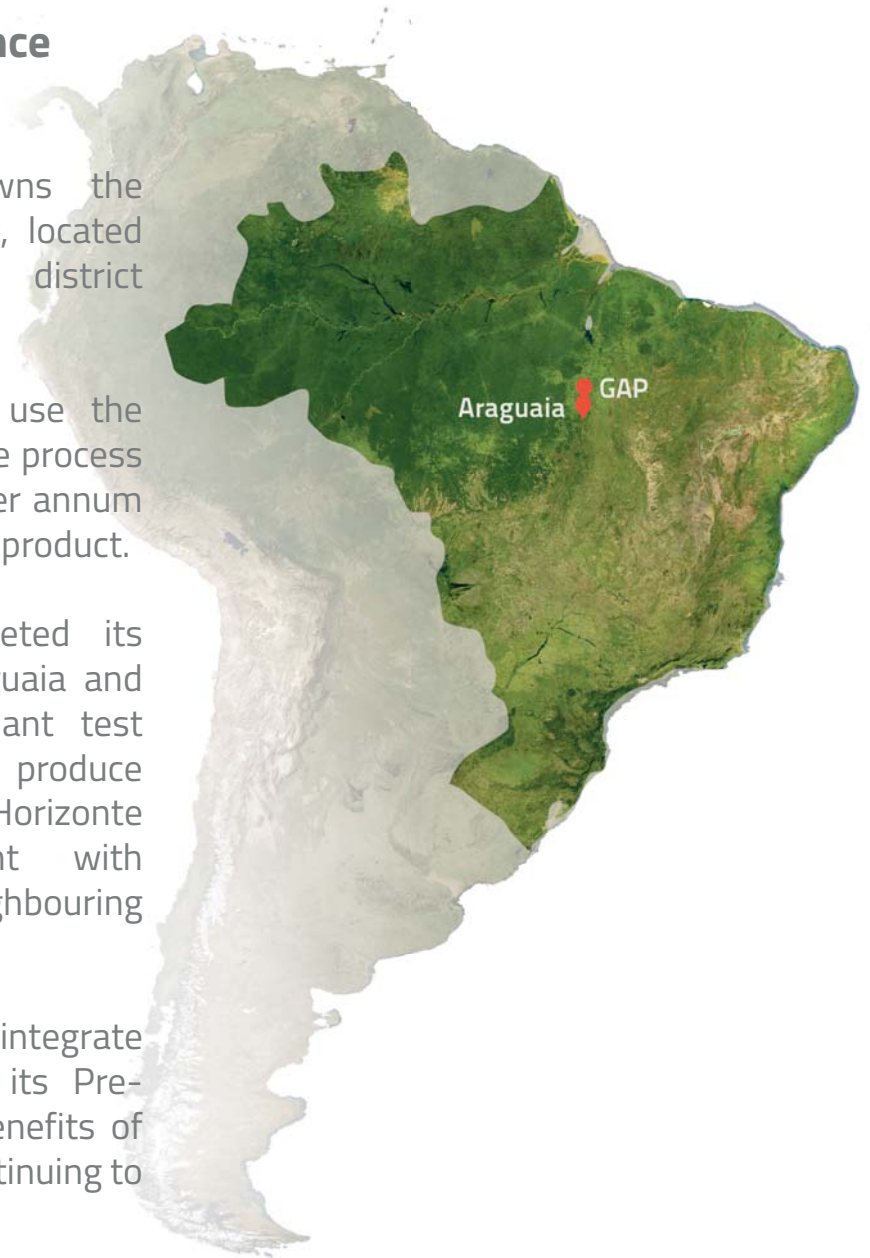 nce
wns the
, located
district
use the
e process
er annum
product.
eted its
uaia and
ant test
produce
Horizonte
nt with
ghbouring
integrate
its Pre-
enefits of
tinuing to
GAP
Araguaia